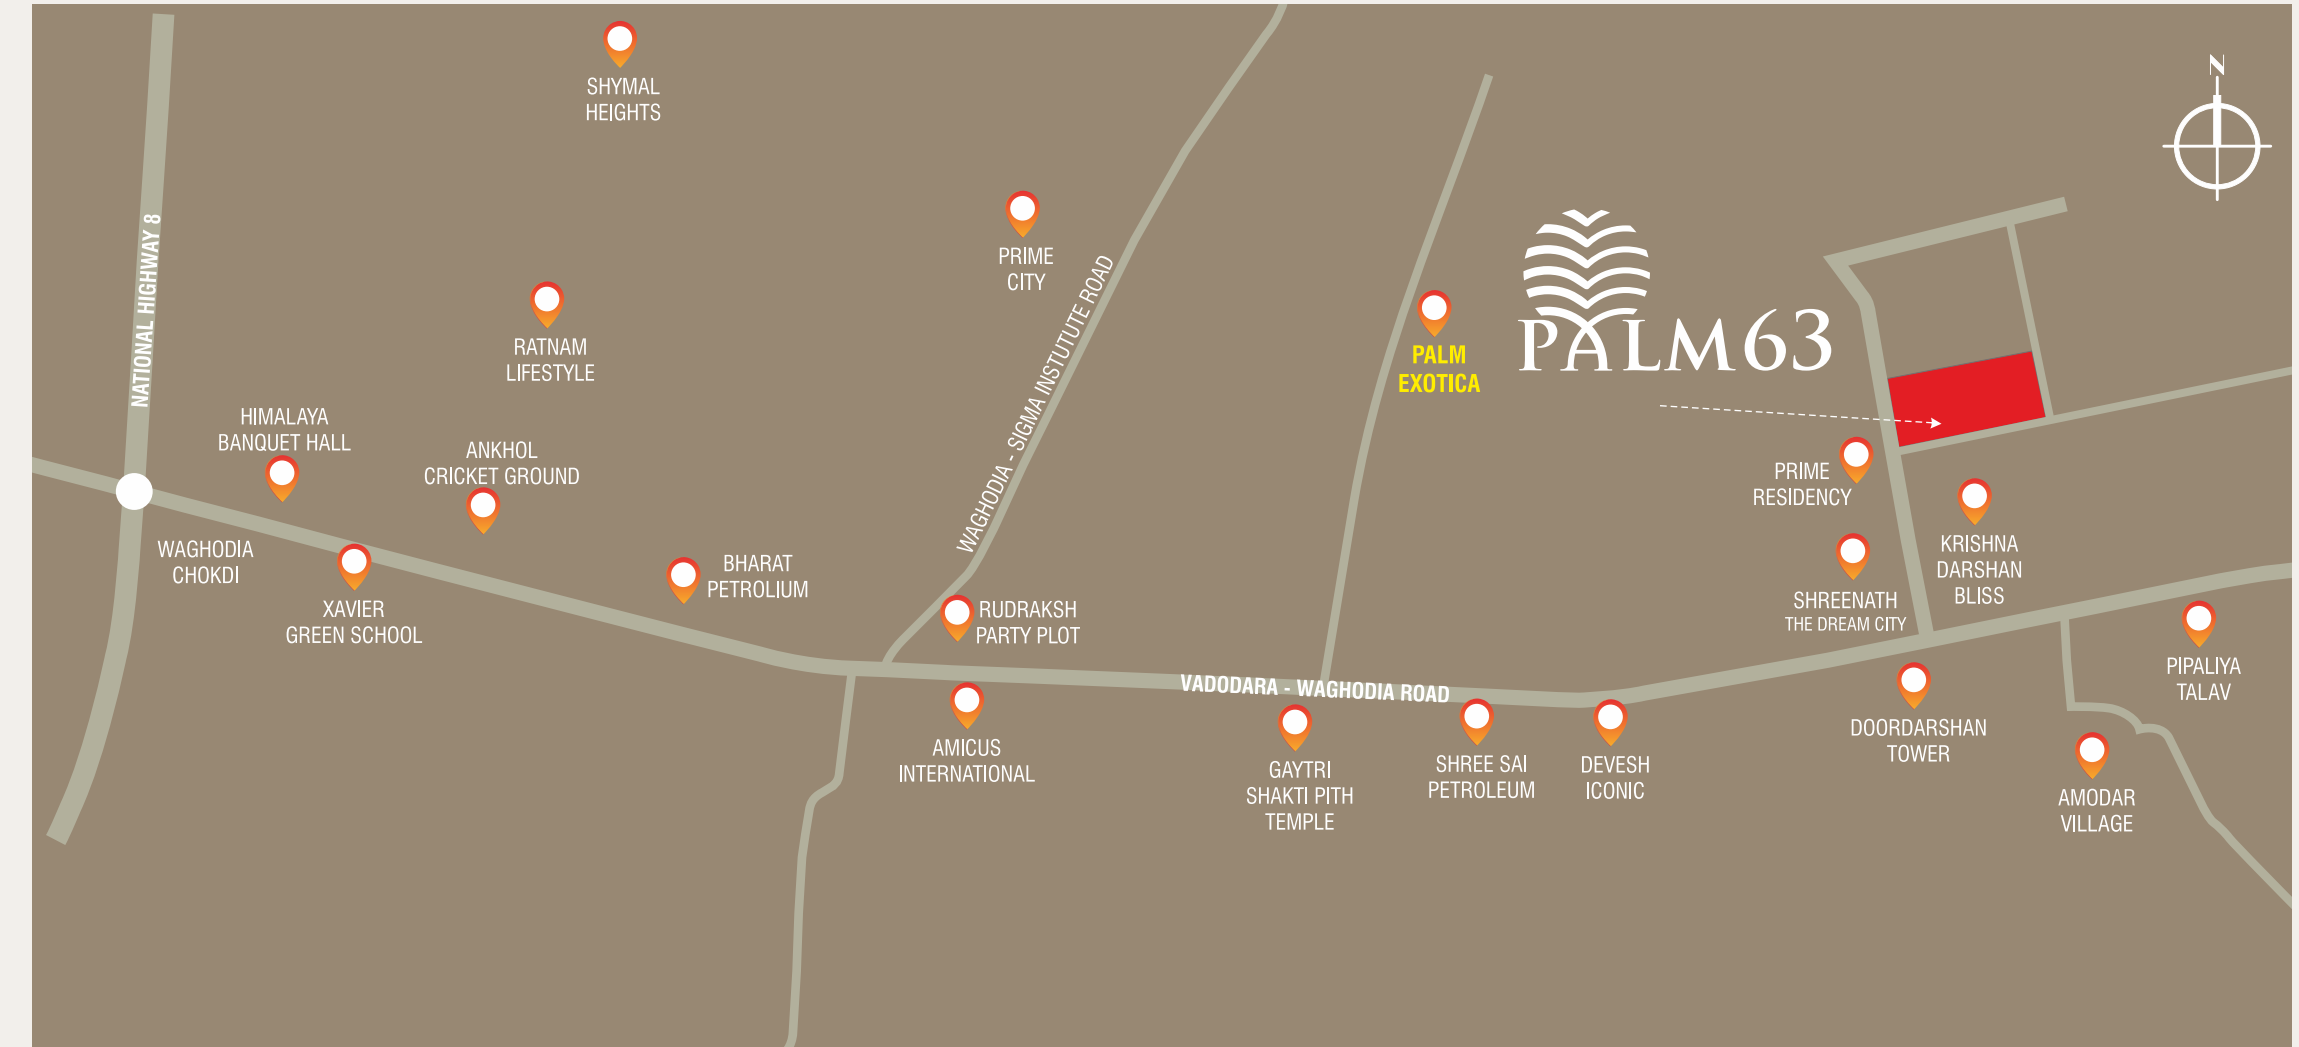 N
SHYMAL
HEIGHTS
NATIONAL HIGHWAY 8
PRIME
CITY
WAGHODIA - SIGMA INSTUTUTE ROAD
RATNAM
LIFESTYLE
PALM
EXOTICA
PALM63
HIMALAYA
BANQUET HALL
ANKHOL
CRICKET GROUND
PRIME
RESIDENCY
WAGHODIA
CHOKDI
XAVIER
GREEN SCHOOL
BHARAT
PETROLIUM
RUDRAKSH
PARTY PLOT
KRISHNA
DARSHAN
BLISS
SHREENATH
THE DREAM CITY
VADODARA - WAGHODIA ROAD
PIPALIYA
TALAV
AMICUS
INTERNATIONAL
GAYTRI
SHAKTI PITH
TEMPLE
SHREE SAI
PETROLEUM
DEVESH
ICONIC
DOORDARSHAN
TOWER
AMODAR
VILLAGE